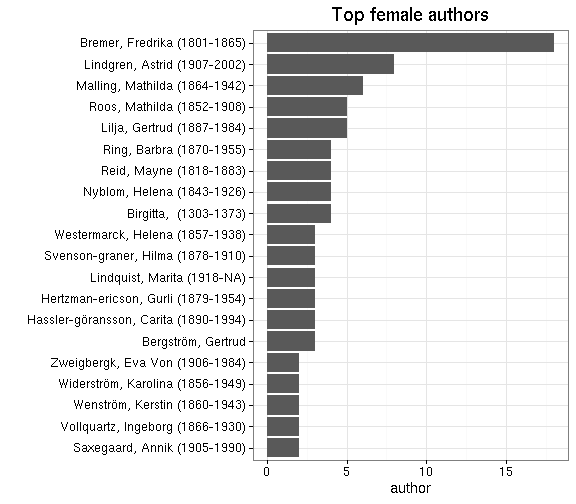 Top female authors
Bremer, Fredrika (1801-1865)
Lindgren, Astrid (1907-2002)
Malling, Mathilda (1864-1942)
Roos, Mathilda (1852-1908)
Lilja, Gertrud (1887-1984)
Ring, Barbra (1870-1955)
Reid, Mayne (1818-1883)
Nyblom, Helena (1843-1926)
Birgitta,  (1303-1373)
Westermarck, Helena (1857-1938)
Svenson-graner, Hilma (1878-1910)
Lindquist, Marita (1918-NA)
Hertzman-ericson, Gurli (1879-1954)
Hassler-göransson, Carita (1890-1994)
Bergström, Gertrud
Zweigbergk, Eva Von (1906-1984)
Widerström, Karolina (1856-1949)
Wenström, Kerstin (1860-1943)
Vollquartz, Ingeborg (1866-1930)
Saxegaard, Annik (1905-1990)
0 5 10 15
author